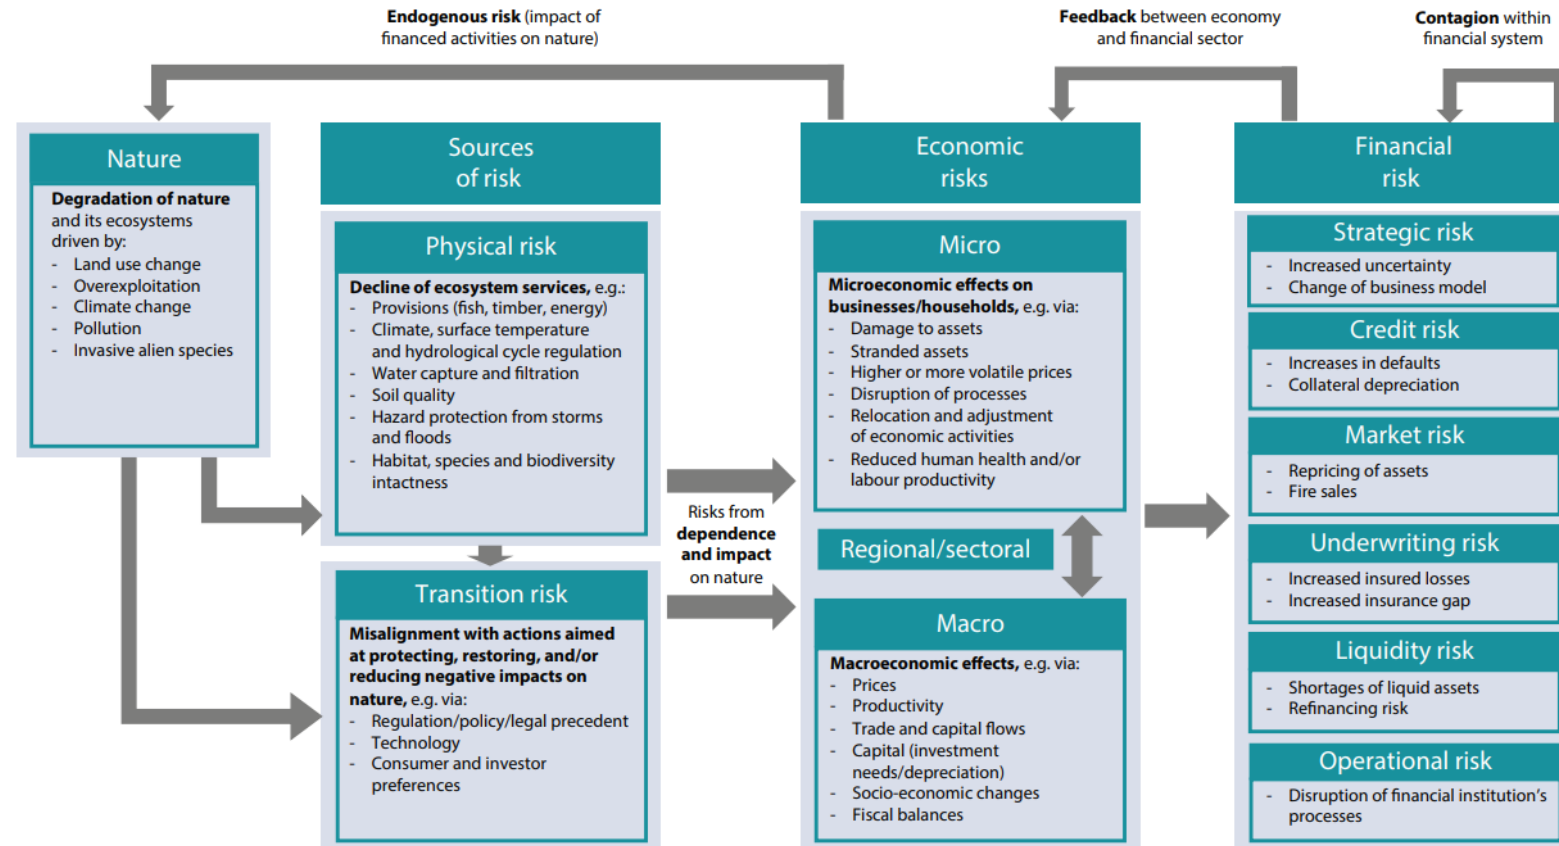 Endogenous risk (impact of
financed activities on nature)
Feedback between economy
and financial sector
Contagion within
financial system
Nature
Degradation of nature
and its ecosystems
driven by:
- Land use change
- Overexploitation
- Climate change
- Pollution
- Invasive alien species
Sources
of risk
Physical risk
Decline of ecosystem services, e.g.:
- Provisions (fish, timber, energy)
- Climate, surface temperature
and hydrological cycle regulation
- Water capture and filtration
- Soil quality
- Hazard protection from storms
and floods
- Habitat, species and biodiversity
intactness
Transition risk
Misalignment with actions aimed
at protecting, restoring, and/or
reducing negative impacts on
nature, e.g. via:
- Regulation/policy/legal precedent
- Technology
- Consumer and investor
preferences
Risks from
dependence
and impact
on nature
Economic
risks
Micro
Microeconomic effects on
businesses/households, e.g. via:
- Damage to assets
- Stranded assets
- Higher or more volatile prices
- Disruption of processes
- Relocation and adjustment
of economic activities
- Reduced human health and/or
labour productivity
Regional/sectoral
Macro
Macroeconomic effects, e.g. via:
- Prices
- Productivity
- Trade and capital flows
- Capital (investment
needs/depreciation)
- Socio-economic changes
- Fiscal balances
Financial
risk
Strategic risk
- Increased uncertainty
- Change of business model
Credit risk
- Increases in defaults
- Collateral depreciation
Market risk
- Repricing of assets
- Fire sales
Underwriting risk
- Increased insured losses
- Increased insurance gap
Liquidity risk
- Shortages of liquid assets
- Refinancing risk
Operational risk
- Disruption of financial institution's
processes